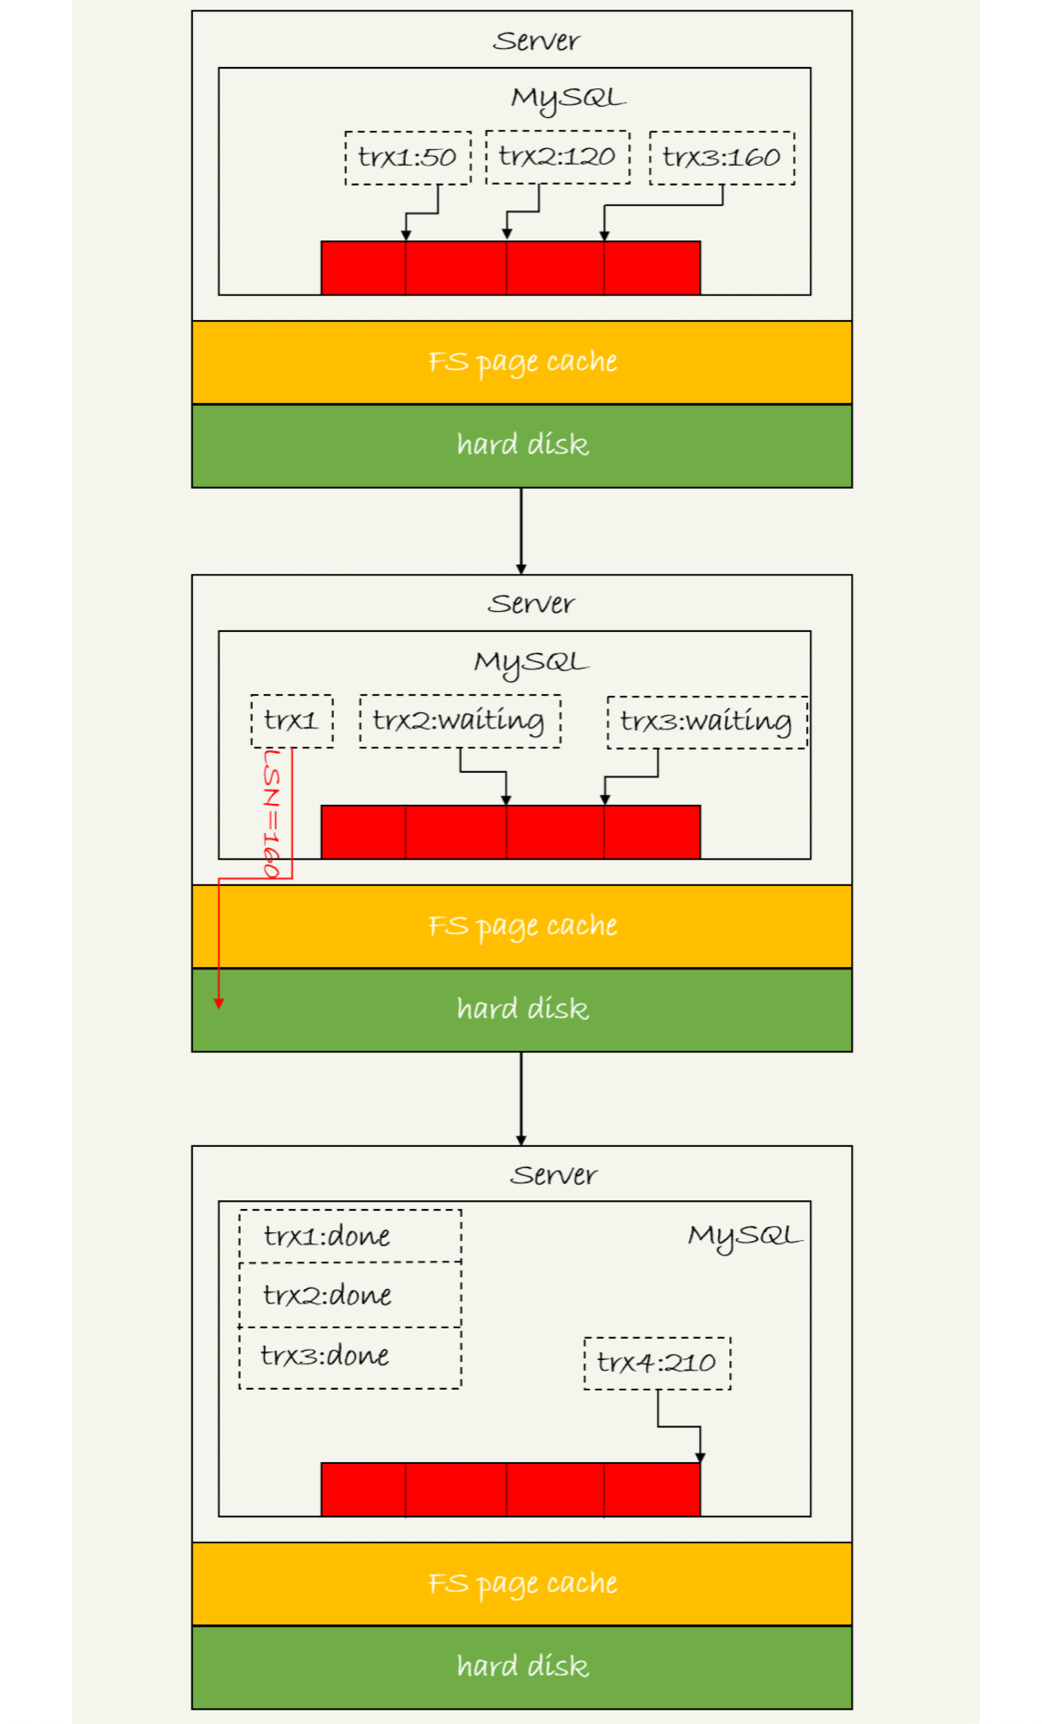 Server
MySQL
trx1:50
trx2:120
trx3:160
FS page cache
hard disk
Server
MySQL
trx1
trx2:waiting
trx3:waiting
LSN=160
FS page cache
hard disk
Server
trx1:done
MySQL
trx2:done
trx3:done
trx4:210
FS page cache
hard disk